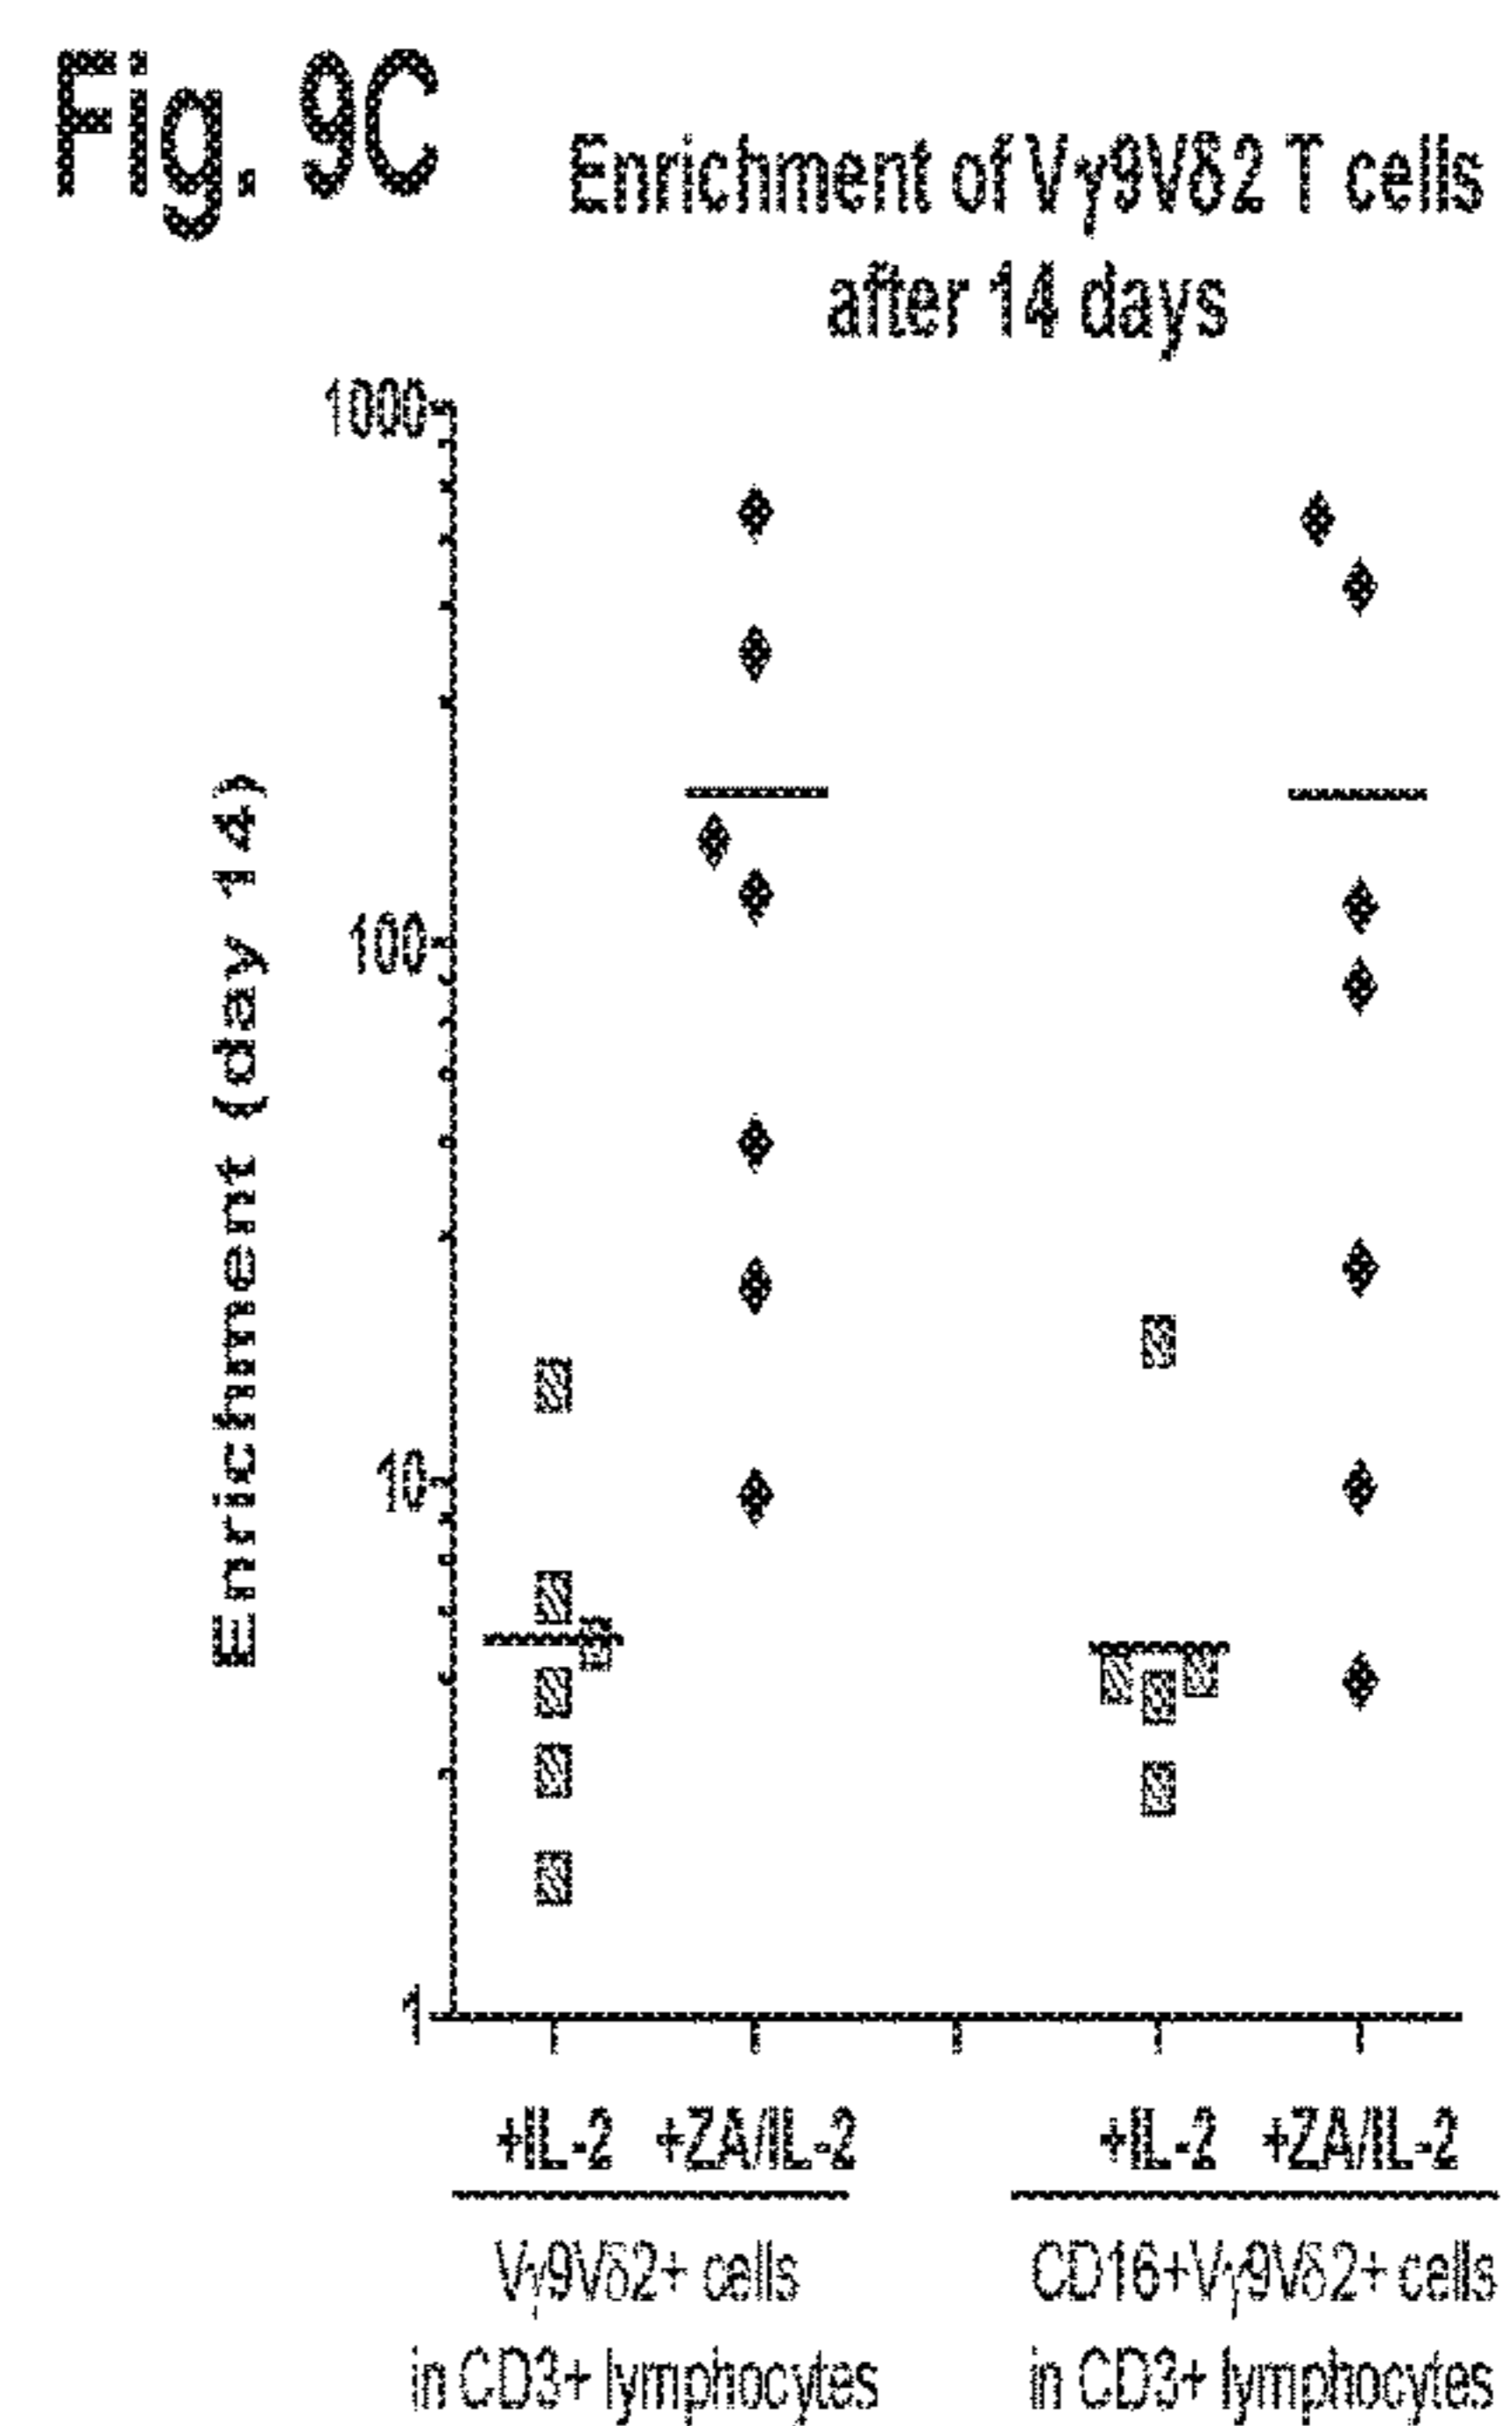 Fig. 9C
Enrichment of Vγ9Vδ2 T cells
after 14 days
Enrichment (day 14)
1000
100
10
1
+IL-2 +ZA/IL-2 +IL-2 +ZA/IL-2
Vγ9Vδ2+ cells CD16+Vγ9Vδ2+ cells
in CD3+ lymphocytes in CD3+ lymphocytes